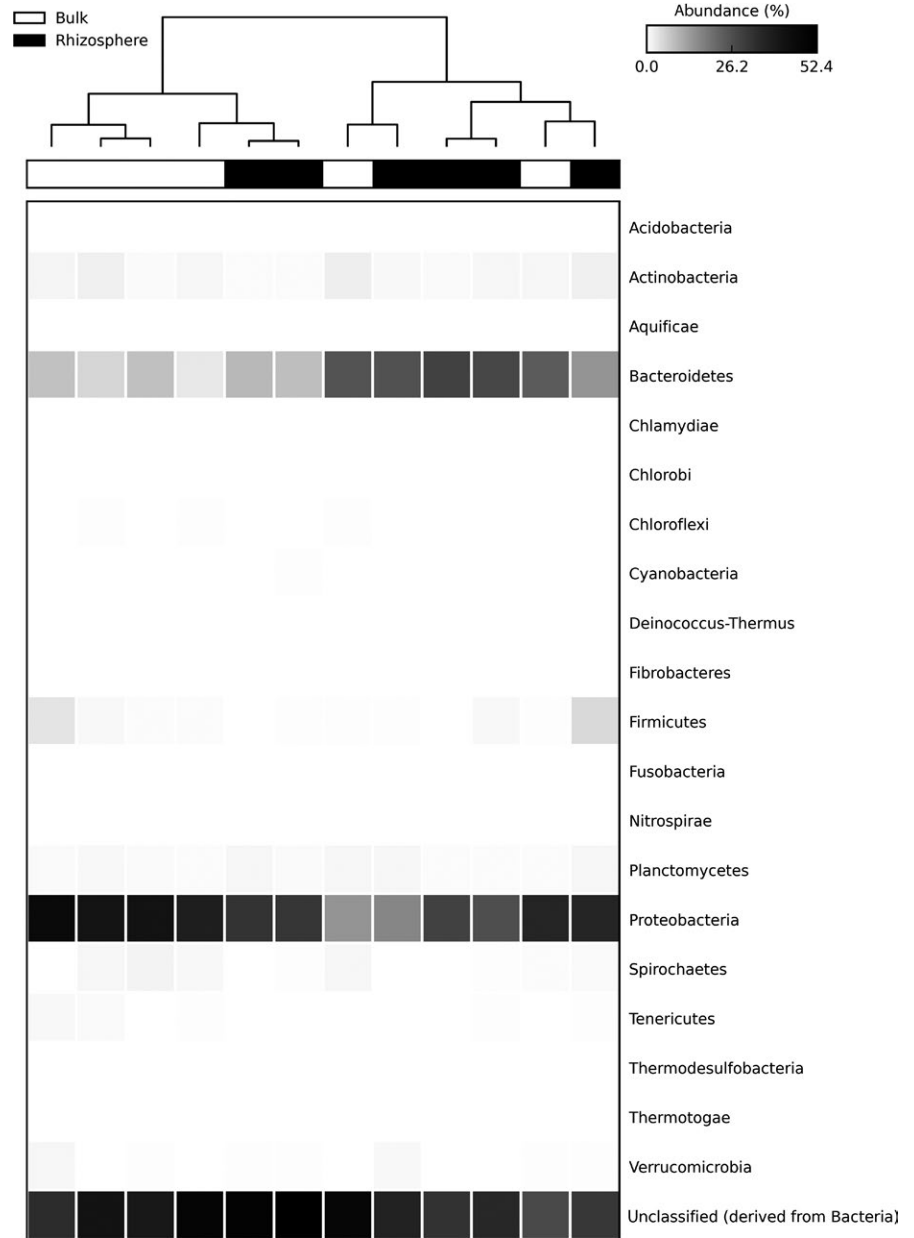 Bulk
Rhizosphere
Abundance (%)
0.0 26.2 52.4
Acidobacteria
Actinobacteria
Aquificae
Bacteroidetes
Chlamydiae
Chlorobi
Chloroflexi
Cyanobacteria
Deinococcus-Thermus
Fibrobacteres
Firmicutes
Fusobacteria
Nitrospirae
Planctomycetes
Proteobacteria
Spirochaetes
Tenericutes
Thermodesulfobacteria
Thermotogae
Verrucomicrobia
Unclassified (derived from Bacteria)